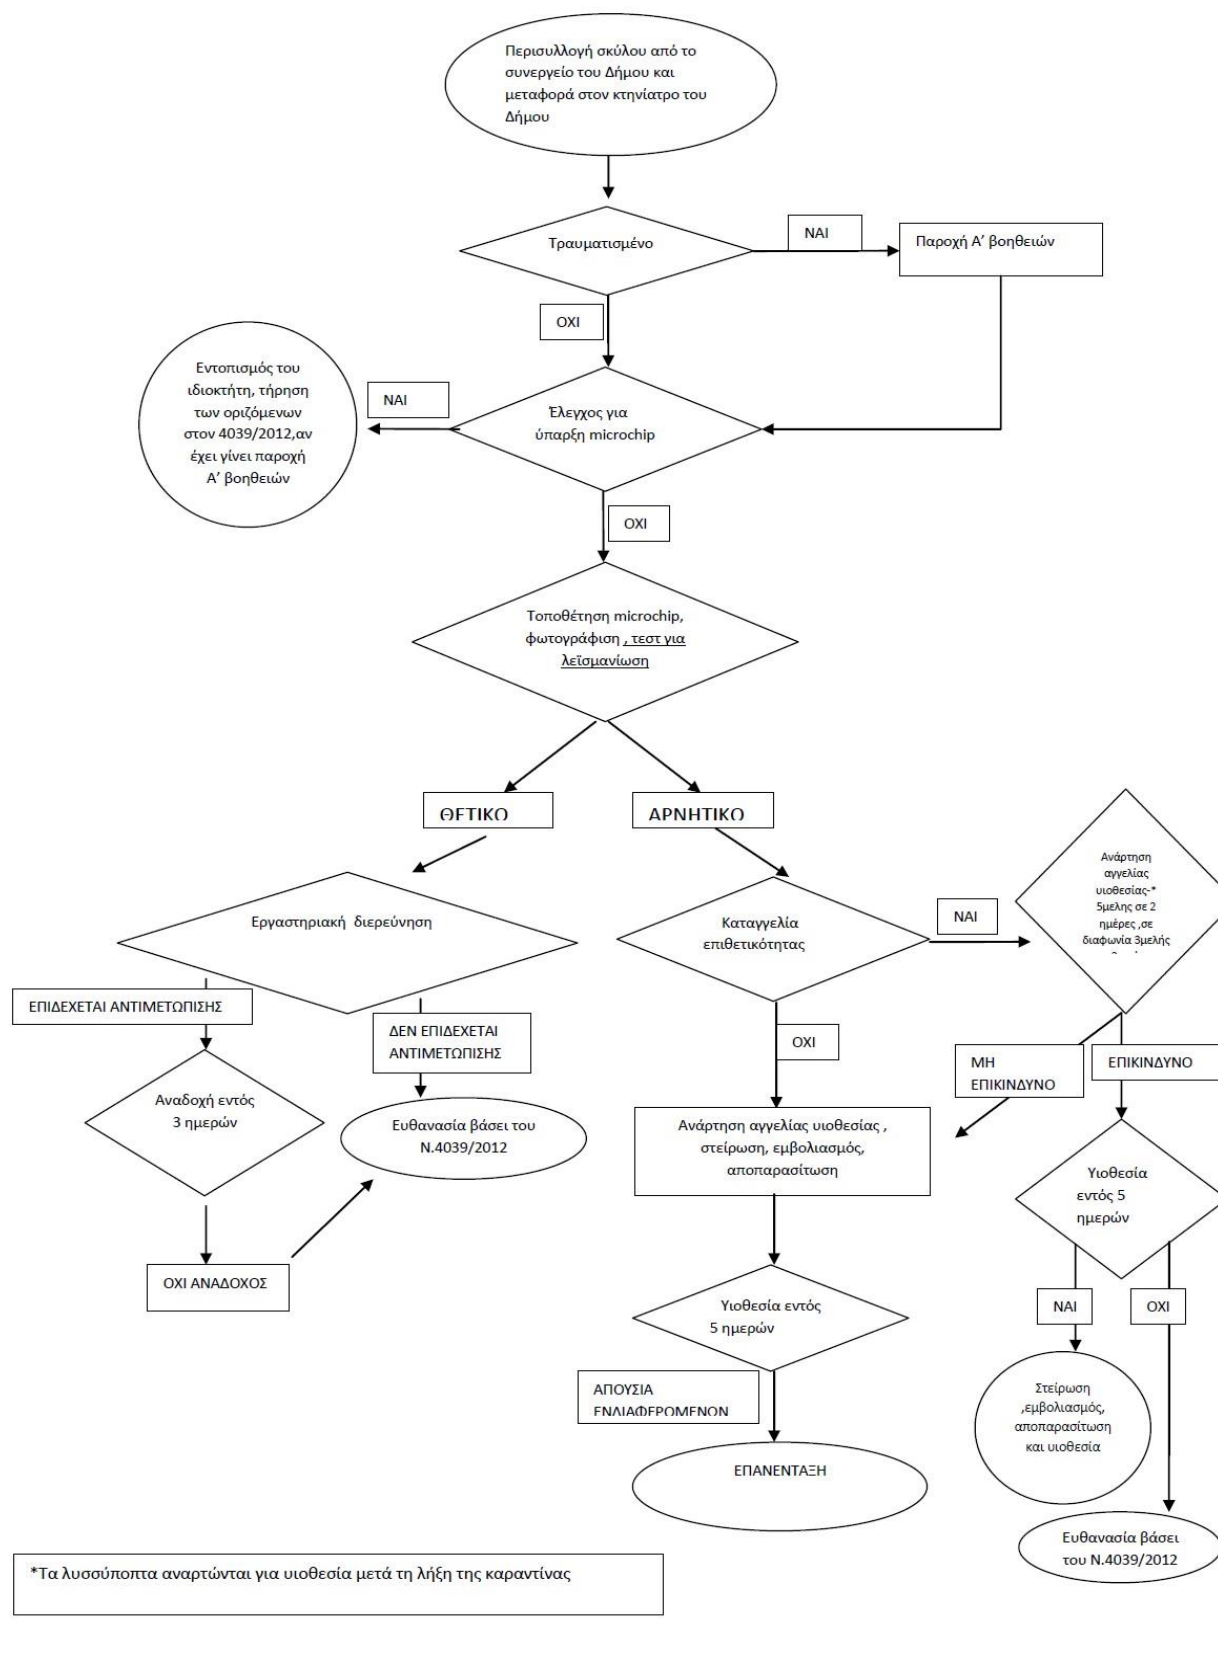 Περισυλλογή σκύλου από το
συνεργείο του Δήμου και
μεταφορά στον κτηνίατρο του
Δήμου
Τραυματισμένο
ΝΑΙ
Παροχή Α’ βοηθειών
ΟΧΙ
Εντοπισμός του
ιδιοκτήτη, τήρηση
των οριζόμενων
στον 4039/2012,αν
έχει γίνει παροχή
Α’ βοηθειών
ΝΑΙ
Έλεγχος για
ύπαρξη microchip
ΟΧΙ
Τοποθέτηση microchip,
φωτογράφιση , τεστ για
λεϊσμανίωση
ΘΕΤΙΚΟ
ΑΡΝΗΤΙΚΟ
Εργαστηριακή διερεύνηση
Καταγγελία
επιθετικότητας
ΝΑΙ
Ανάρτηση
αγγελίας
υιοθεσίας-*
5μελης σε 2
ημέρες ,σε
διαφωνία 3μελής
ΕΠΙΔΕΧΕΤΑΙ ΑΝΤΙΜΕΤΩΠΙΣΗΣ
ΔΕΝ ΕΠΙΔΕΧΕΤΑΙ
ΑΝΤΙΜΕΤΩΠΙΣΗΣ
ΟΧΙ
ΜΗ
ΕΠΙΚΙΝΔΥΝΟ
ΕΠΙΚΙΝΔΥΝΟ
Αναδοχή εντός
3 ημερών
Ευθανασία βάσει του
Ν.4039/2012
Ανάρτηση αγγελίας υιοθεσίας ,
στείρωση, εμβολιασμός,
αποπαρασίτωση
Υιοθεσία
εντός 5
ημερών
ΟΧΙ ΑΝΑΔΟΧΟΣ
Υιοθεσία εντός
5 ημερών
ΝΑΙ
ΟΧΙ
ΑΠΟΥΣΙΑ
ΕΝΔΙΑΦΕΡΟΜΕΝΩΝ
Στείρωση
,εμβολιασμός,
αποπαρασίτωση
και υιοθεσία
ΕΠΑΝΕΝΤΑΞΗ
Ευθανασία βάσει
του Ν.4039/2012
*Τα λυσσύποπτα αναρτώνται για υιοθεσία μετά τη λήξη της καραντίνας